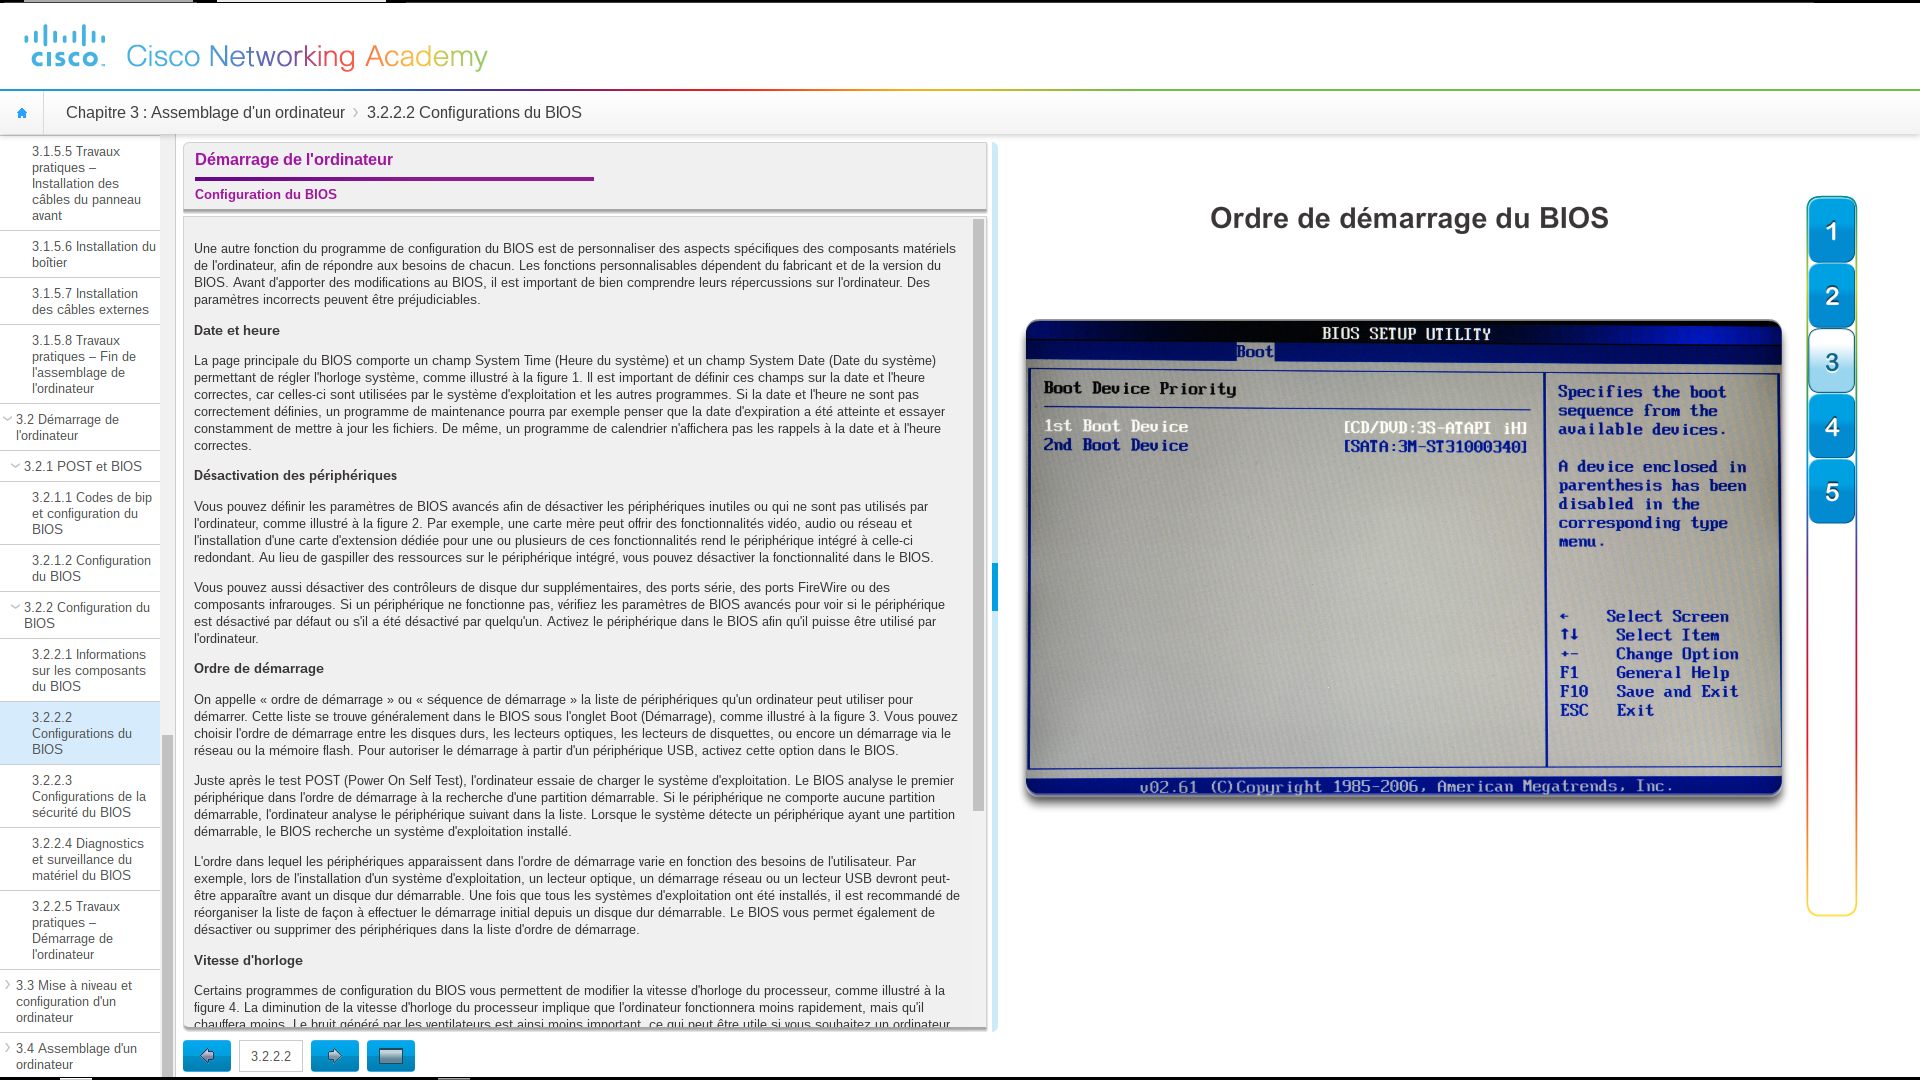 cisco
Cisco Networking Academy
Chapitre 3 : Assemblage d'un ordinateur
3.2.2.2 Configurations du BIOS
3.1.5.5 Travaux
pratiques –
Installation des
câbles du panneau
avant
3.1.5.6 Installation du
boîtier
3.1.5.7 Installation
des câbles externes
3.1.5.8 Travaux
pratiques – Fin de
l'assemblage de
l'ordinateur
3.2 Démarrage de
l'ordinateur
3.2.1 POST et BIOS
3.2.1.1 Codes de bip
et configuration du
BIOS
3.2.1.2 Configuration
du BIOS
3.2.2 Configuration du
BIOS
3.2.2.1 Informations
sur les composants
du BIOS
3.2.2.2
Configurations du
BIOS
3.2.2.3
Configurations de la
sécurité du BIOS
3.2.2.4 Diagnostics
et surveillance du
matériel du BIOS
3.2.2.5 Travaux
pratiques –
Démarrage de
l'ordinateur
3.3 Mise à niveau et
configuration d'un
ordinateur
3.4 Assemblage d'un
ordinateur
Démarrage de l'ordinateur
Configuration du BIOS
Une autre fonction du programme de configuration du BIOS est de personnaliser des aspects spécifiques des composants matériels
de l'ordinateur, afin de répondre aux besoins de chacun. Les fonctions personnalisables dépendent du fabricant et de la version du
BIOS. Avant d'apporter des modifications au BIOS, il est important de bien comprendre leurs répercussions sur l'ordinateur. Des
paramètres incorrects peuvent être préjudiciables.
Date et heure
La page principale du BIOS comporte un champ System Time (Heure du système) et un champ System Date (Date du système)
permettant de régler l'horloge système, comme illustré à la figure 1. Il est important de définir ces champs sur la date et l'heure
correctes, car celles-ci sont utilisées par le système d'exploitation et les autres programmes. Si la date et l'heure ne sont pas
correctement définies, un programme de maintenance pourra par exemple penser que la date d'expiration a été atteinte et essayer
constamment de mettre à jour les fichiers. De même, un programme de calendrier n'affichera pas les rappels à la date et à l'heure
correctes.
Désactivation des périphériques
Vous pouvez définir les paramètres de BIOS avancés afin de désactiver les périphériques inutiles ou qui ne sont pas utilisés par
l'ordinateur, comme illustré à la figure 2. Par exemple, une carte mère peut offrir des fonctionnalités vidéo, audio ou réseau et
l'installation d'une carte d'extension dédiée pour une ou plusieurs de ces fonctionnalités rend le périphérique intégré à celle-ci
redondant. Au lieu de gaspiller des ressources sur le périphérique intégré, vous pouvez désactiver la fonctionnalité dans le BIOS.
Vous pouvez aussi désactiver des contrôleurs de disque dur supplémentaires, des ports série, des ports FireWire ou des
composants infrarouges. Si un périphérique ne fonctionne pas, vérifiez les paramètres de BIOS avancés pour voir si le périphérique
est désactivé par défaut ou s'il a été désactivé par quelqu'un. Activez le périphérique dans le BIOS afin qu'il puisse être utilisé par
l'ordinateur.
Ordre de démarrage
On appelle « ordre de démarrage » ou « séquence de démarrage » la liste de périphériques qu'un ordinateur peut utiliser pour
démarrer. Cette liste se trouve généralement dans le BIOS sous l'onglet Boot (Démarrage), comme illustré à la figure 3. Vous pouvez
choisir l'ordre de démarrage entre les disques durs, les lecteurs optiques, les lecteurs de disquettes, ou encore un démarrage via le
réseau ou la mémoire flash. Pour autoriser le démarrage à partir d'un périphérique USB, activez cette option dans le BIOS.
Juste après le test POST (Power On Self Test), l'ordinateur essaie de charger le système d'exploitation. Le BIOS analyse le premier
périphérique dans l'ordre de démarrage à la recherche d'une partition démarrable. Si le périphérique ne comporte aucune partition
démarrable, l'ordinateur analyse le périphérique suivant dans la liste. Lorsque le système détecte un périphérique ayant une partition
démarrable, le BIOS recherche un système d'exploitation installé.
L'ordre dans lequel les périphériques apparaissent dans l'ordre de démarrage varie en fonction des besoins de l'utilisateur. Par
exemple, lors de l'installation d'un système d'exploitation, un lecteur optique, un démarrage réseau ou un lecteur USB devront peut-
être apparaître avant un disque dur démarrable. Une fois que tous les systèmes d'exploitation ont été installés, il est recommandé de
réorganiser la liste de façon à effectuer le démarrage initial depuis un disque dur démarrable. Le BIOS vous permet également de
désactiver ou supprimer des périphériques dans la liste d'ordre de démarrage.
Vitesse d'horloge
Certains programmes de configuration du BIOS vous permettent de modifier la vitesse d'horloge du processeur, comme illustré à la
figure 4. La diminution de la vitesse d'horloge du processeur implique que l'ordinateur fonctionnera moins rapidement, mais qu'il
chauffera moins. Le bruit généré par les ventilateurs est ainsi moins important, ce qui peut être utile si vous souhaitez un ordinateur
3.2.2.2
Ordre de démarrage du BIOS
BIOS SETUP UTILITY
Boot
Boot Device Priority
1st Boot Device [CD/DVD:3S-ATAPI iH]
2nd Boot Device [SATA:3M-ST31000340]
Specifies the boot
sequence from the
available devices.
A device enclosed in
parenthesis has been
disabled in the
corresponding type
menu.
← Select Screen
↑↓ Select Item
+- Change Option
F1 General Help
F10 Save and Exit
ESC Exit
v02.61 (C)Copyright 1985-2006, American Megatrends, Inc.
1
2
3
4
5